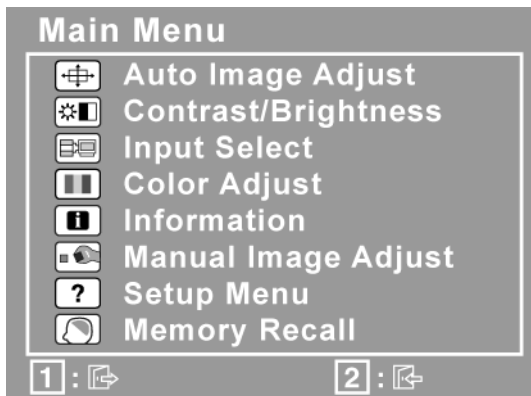 Main Menu
Auto Image Adjust
Contrast/Brightness
Input Select
Color Adjust
i Information
Manual Image Adjust
? Setup Menu
Memory Recall
1 : 2 :